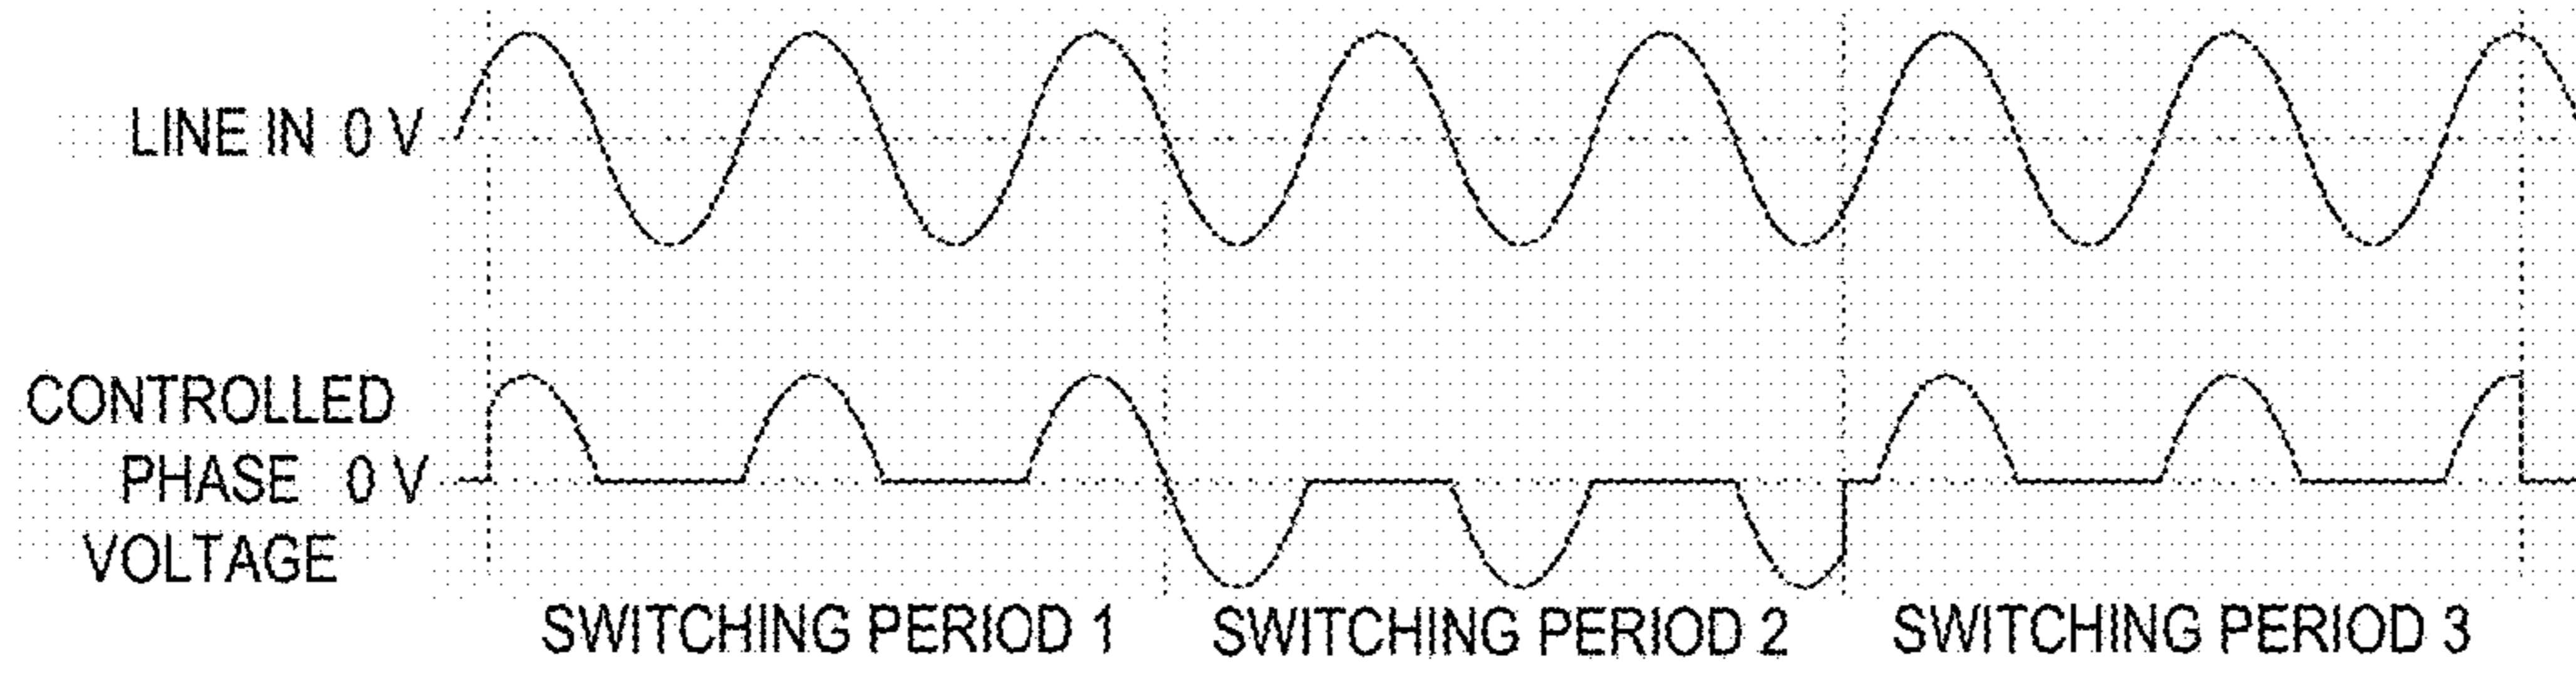 LINE IN 0 V
CONTROLLED
PHASE 0 V
VOLTAGE
SWITCHING PERIOD 1
SWITCHING PERIOD 2
SWITCHING PERIOD 3